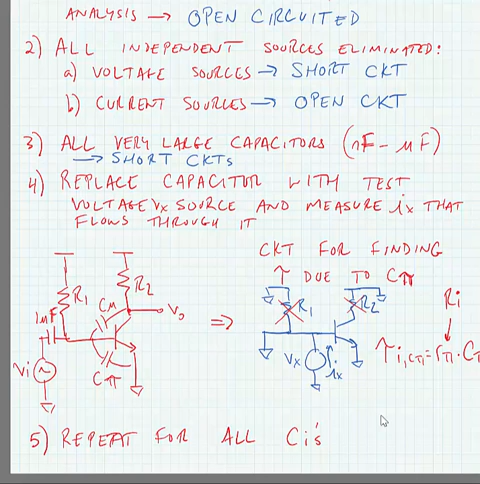 ANALYSIS → OPEN CIRCUITED
2) ALL INDEPENDENT SOURCES ELIMINATED:
a) VOLTAGE SOURCES → SHORT CKT
b) CURRENT SOURCES → OPEN CKT
3) ALL VERY LARGE CAPACITORS (nF - μF)
→ SHORT CKTs
4) REPLACE CAPACITOR WITH TEST
VOLTAGE Vx SOURCE AND MEASURE ix THAT
FLOWS THROUGH IT
CKT FOR FINDING
τ DUE TO Cπ
R1
R2
Cμ
1μF
Vo
Vi
Cπ
⇒
R1
R2
Vx
ix
Ri
τi,cπ = rπ · Cπ
5) REPEAT FOR ALL Ci's